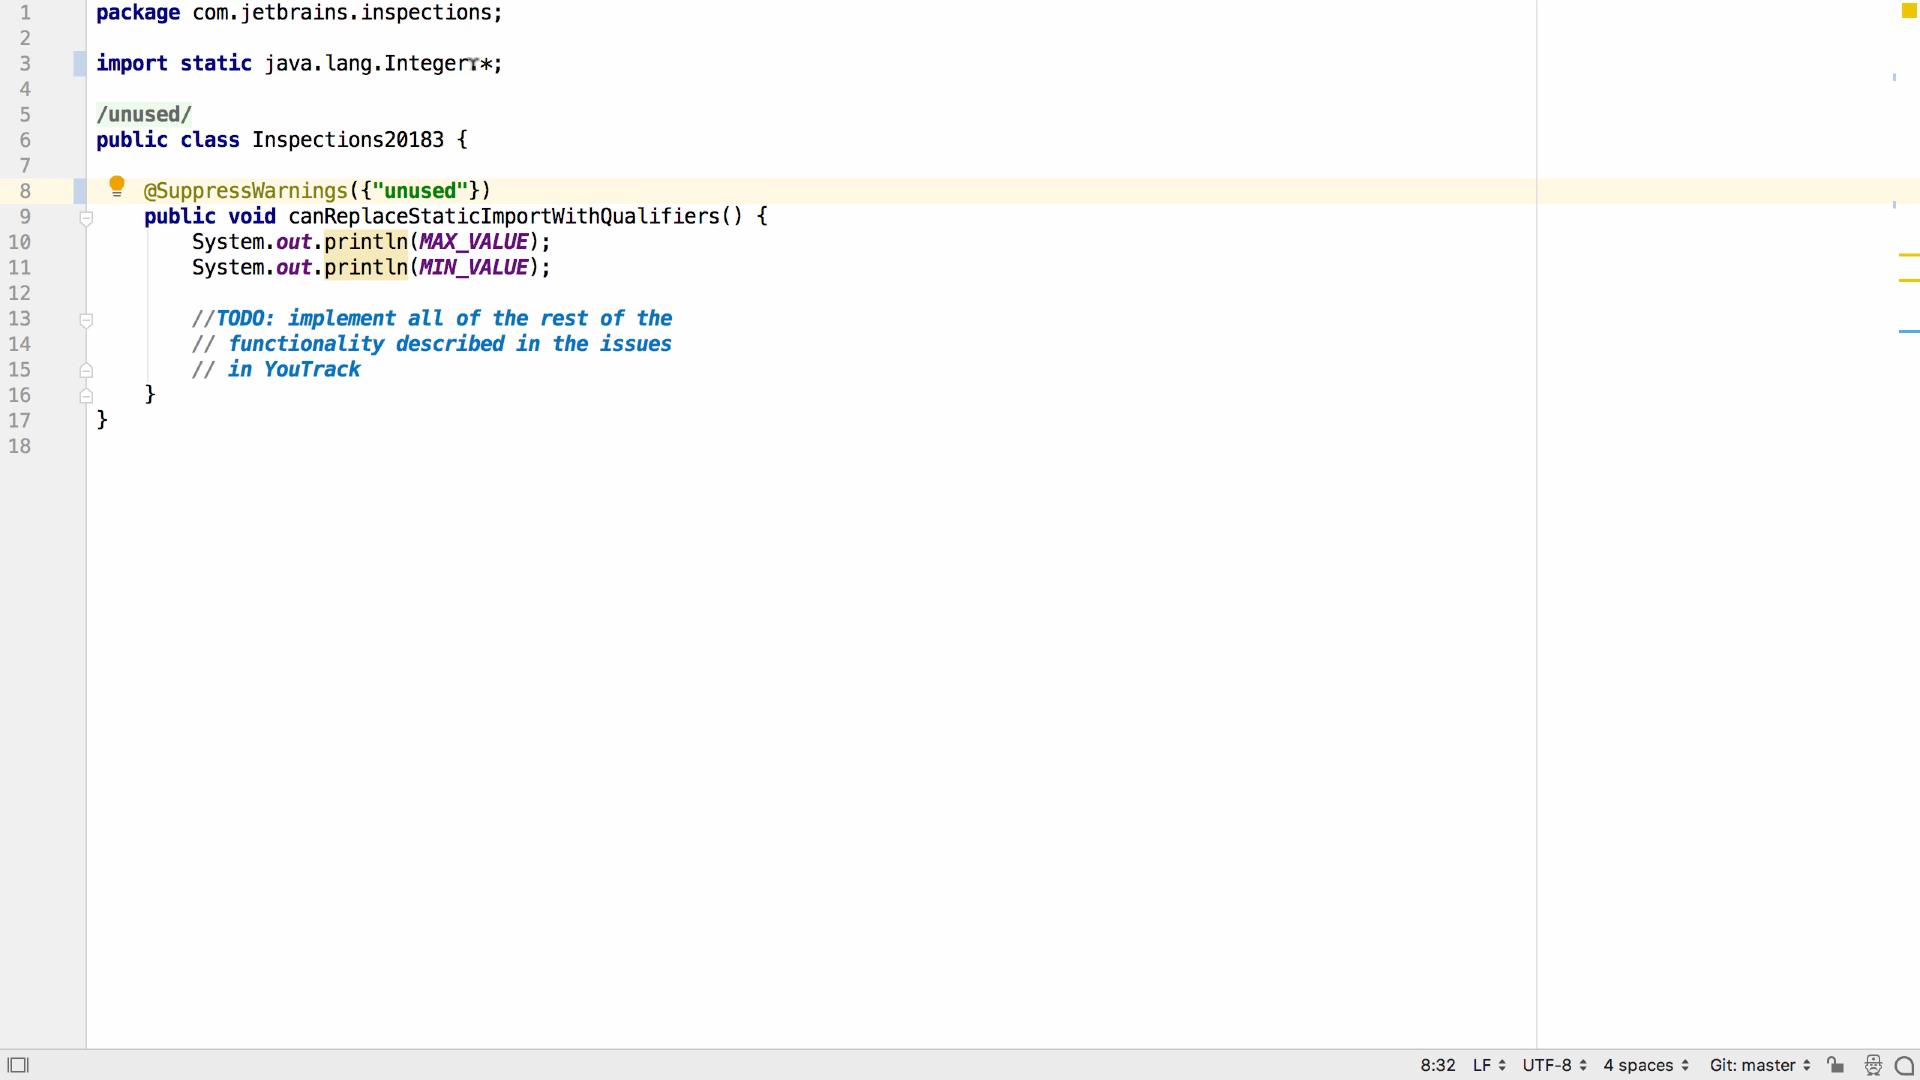 1 package com.jetbrains.inspections;
2
3 import static java.lang.Integer.*;
4
5 /unused/
6 public class Inspections20183 {
7
8 @SuppressWarnings({"unused"})
9 public void canReplaceStaticImportWithQualifiers() {
10 System.out.println(MAX_VALUE);
11 System.out.println(MIN_VALUE);
12
13 //TODO: implement all of the rest of the
14 // functionality described in the issues
15 // in YouTrack
16 }
17 }
18
8:32 LF UTF-8 4 spaces Git: master